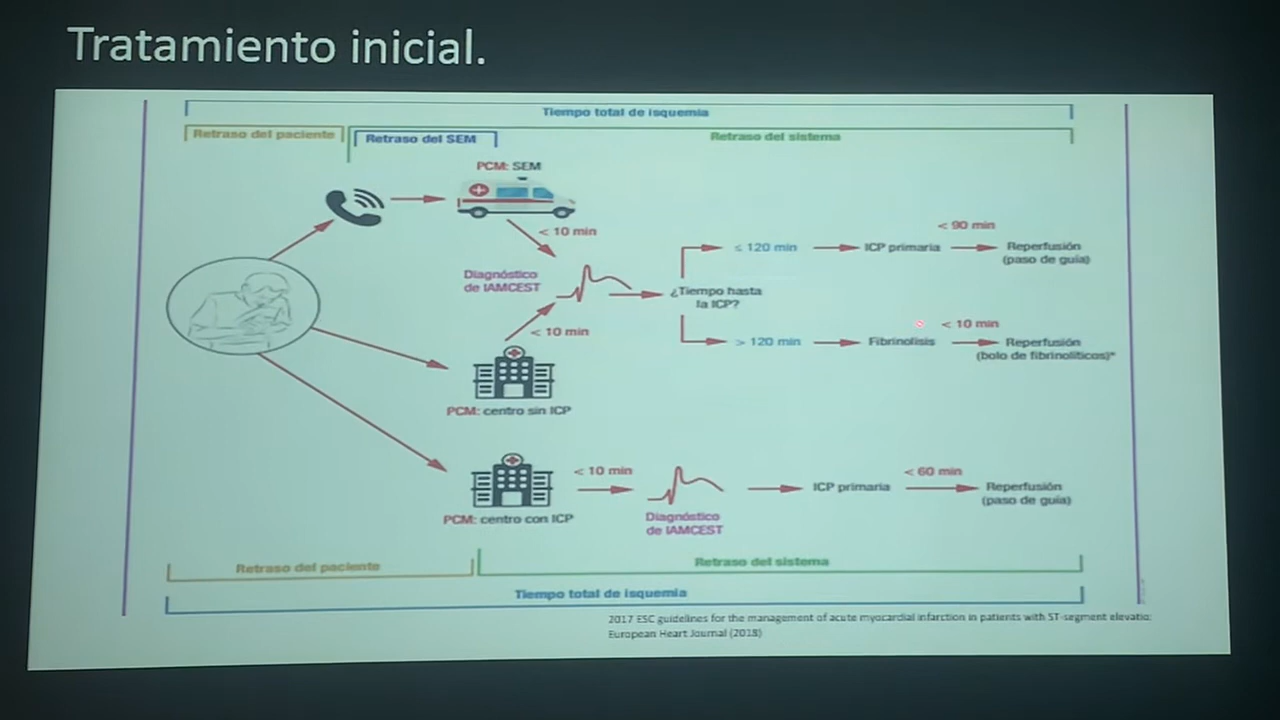 Tratamiento inicial.
Tiempo total de isquemia
Retraso del paciente
Retraso del SEM
Retraso del sistema
PCM: SEM
< 10 min
Diagnóstico
de IAMCEST
< 10 min
PCM: centro sin ICP
¿Tiempo hasta
la ICP?
≤ 120 min
ICP primaria
< 90 min
Reperfusión
(paso de guía)
> 120 min
Fibrinolisis
< 10 min
Reperfusión
(bolo de fibrinolíticos)*
PCM: centro con ICP
< 10 min
Diagnóstico
de IAMCEST
ICP primaria
< 60 min
Reperfusión
(paso de guía)
Retraso del paciente
Retraso del sistema
Tiempo total de isquemia
2017 ESC guidelines for the management of acute myocardial infarction in patients with ST-segment elevatio:
European Heart Journal (2018)